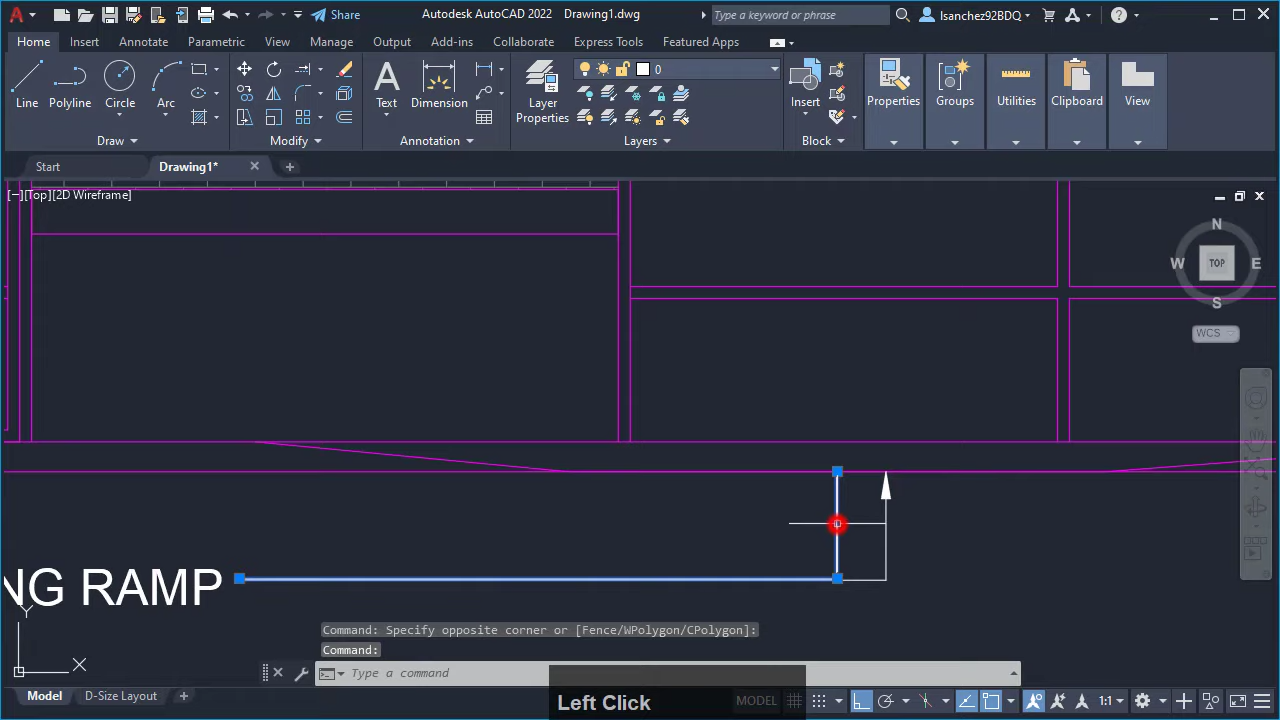 A
Share
Autodesk AutoCAD 2022 Drawing1.dwg
Type a keyword or phrase
lsanchez92BDQ
Home Insert Annotate Parametric View Manage Output Add-ins Collaborate Express Tools Featured Apps
Line Polyline Circle Arc
Text Dimension
Layer Properties
0
Insert
Properties Groups Utilities Clipboard View
Draw Modify Annotation Layers Block
Start Drawing1*
[−][Top][2D Wireframe]
N
W TOP E
S
WCS
NG RAMP
Y
X
Command: Specify opposite corner or [Fence/WPolygon/CPolygon]:
Command:
Type a command
Model D-Size Layout
Left Click
MODEL
1:1